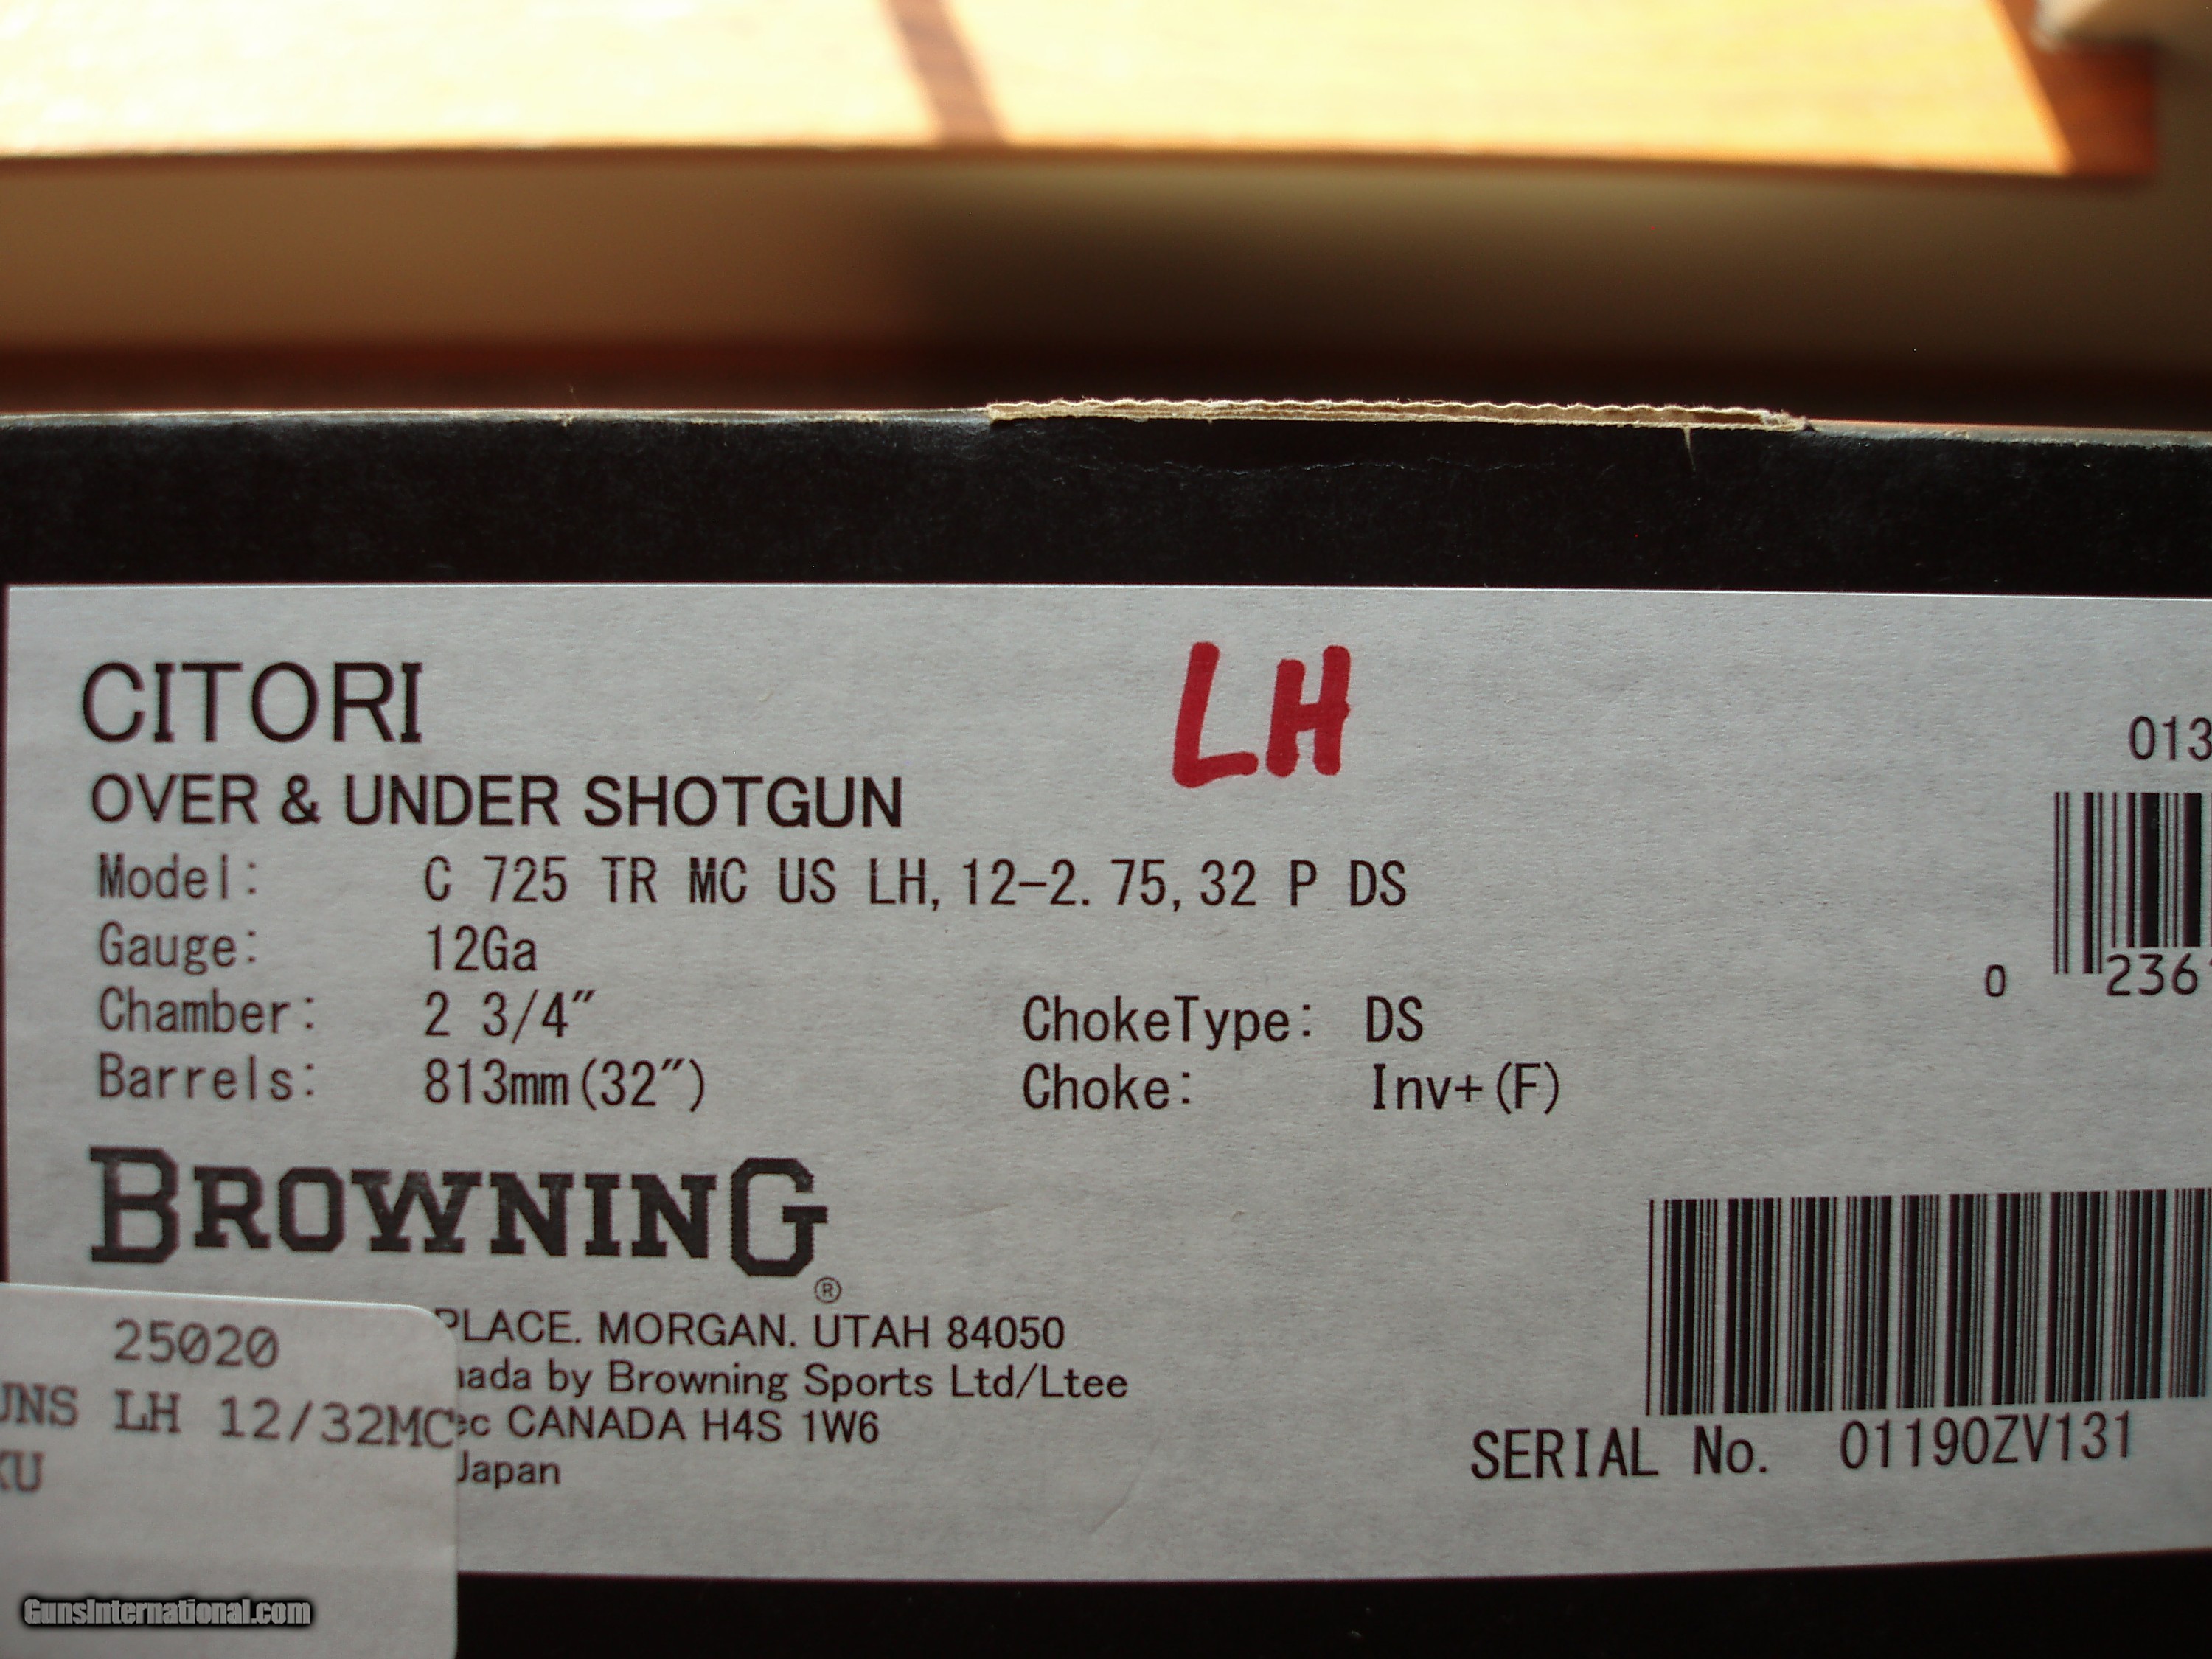 CITORI
LH
OVER & UNDER SHOTGUN
013
Model: C 725 TR MC US LH, 12-2.75, 32 P DS
Gauge: 12Ga
0 236
Chamber: 2 3/4" ChokeType: DS
Barrels: 813mm(32") Choke: Inv+(F)
BROWNING®
PLACE. MORGAN. UTAH 84050
by Browning Sports Ltd/Ltee
CANADA H4S 1W6
Japan
SERIAL No. 01190ZV131
25020
LH 12/32MC
GunsInternational.com